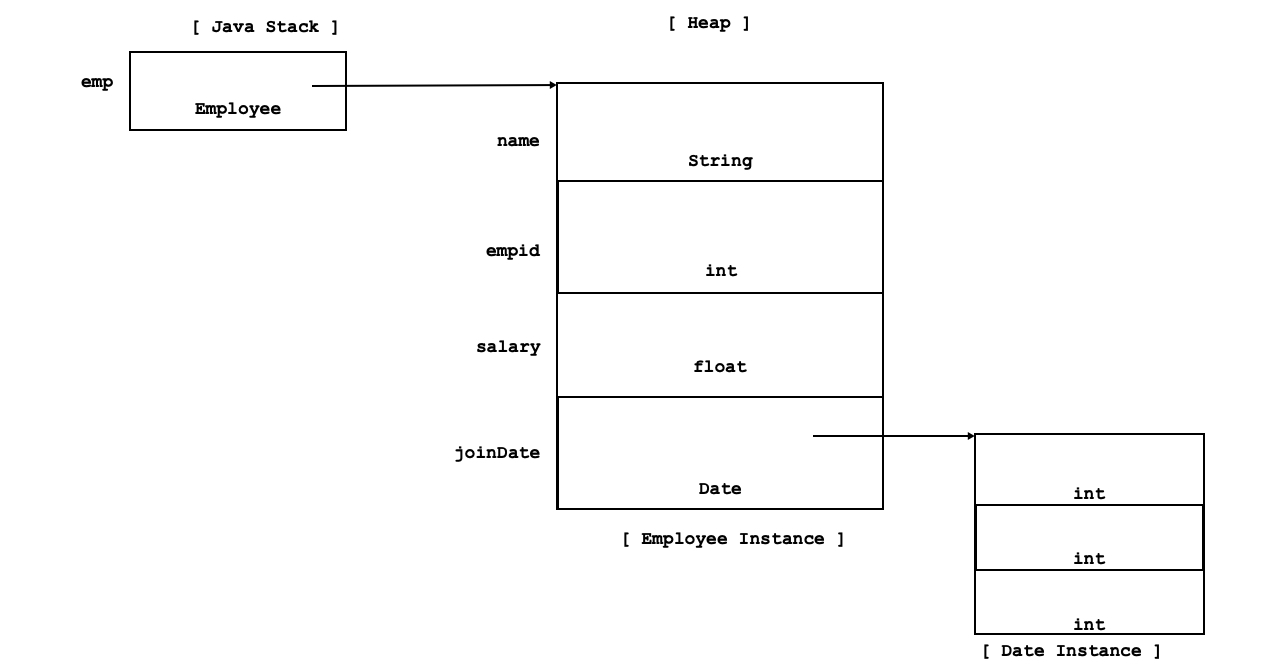 [ Java Stack ]
[ Heap ]
emp
Employee
name
String
empid
int
salary
float
joinDate
Date
[ Employee Instance ]
int
int
int
[ Date Instance ]